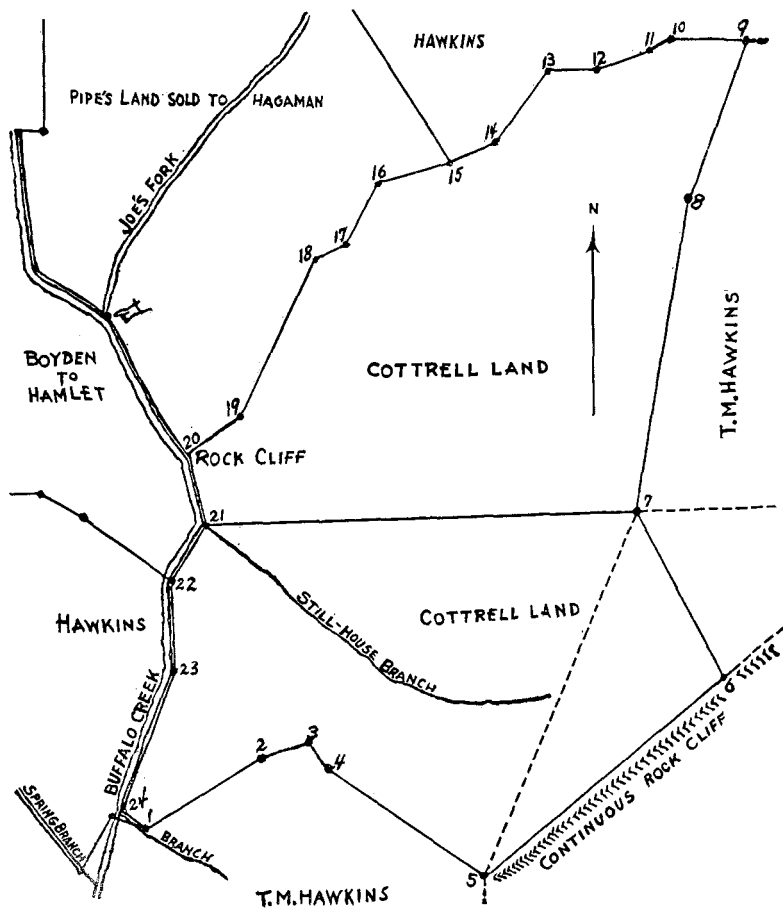 HAWKINS
10
9
11
13
12
PIPE'S LAND SOLD TO HAGAMAN
14
15
JOE'S FORK
16
8
17
N
18
BOYDEN
TO
HAMLET
COTTRELL LAND
T.M. HAWKINS
19
20
ROCK CLIFF
21
7
22
HAWKINS
STILL-HOUSE BRANCH
COTTRELL LAND
23
6
BUFFALO CREEK
3
2
4
SPRING BRANCH
24
1
BRANCH
CONTINUOUS ROCK CLIFF
5
T.M. HAWKINS